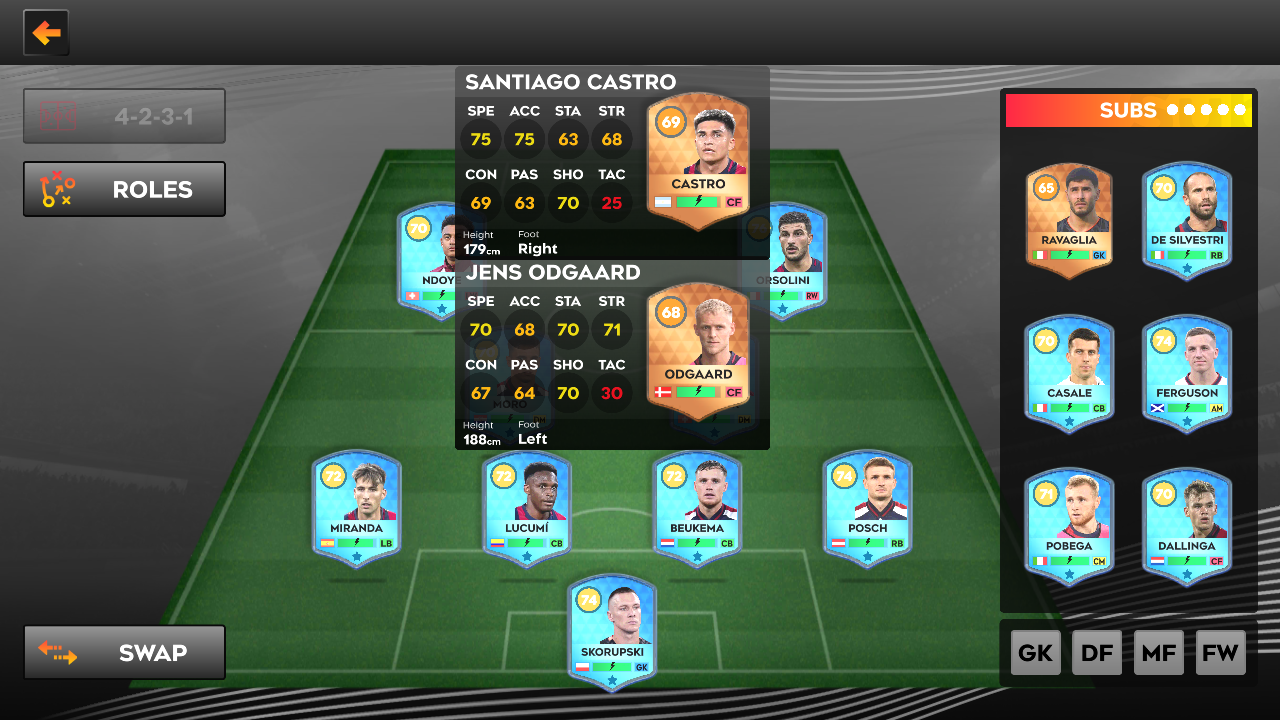 4-2-3-1
ROLES
SWAP
SANTIAGO CASTRO
SPE ACC STA STR
75 75 63 68
CON PAS SHO TAC
69 63 70 25
Height Foot
179cm Right
69
CASTRO
CF
JENS ODGAARD
SPE ACC STA STR
70 68 70 71
CON PAS SHO TAC
67 64 70 30
Height Foot
188cm Left
68
ODGAARD
CF
70
NDOYE
ORSOLINI
RW
MORO
DM
DM
72
MIRANDA
LB
72
LUCUMÍ
CB
72
BEUKEMA
CB
74
POSCH
RB
74
SKORUPSKI
GK
SUBS
65
RAVAGLIA
GK
70
DE SILVESTRI
RB
70
CASALE
CB
74
FERGUSON
AM
71
POBEGA
CM
70
DALLINGA
CF
GK DF MF FW